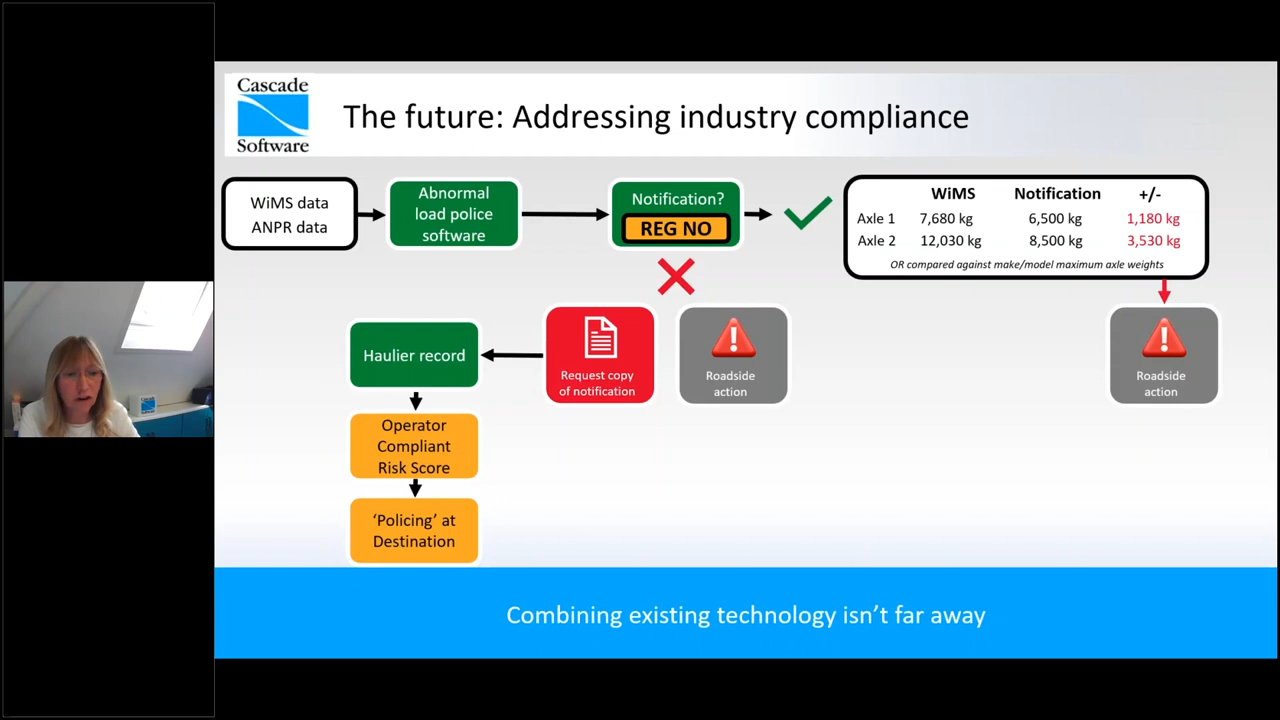 Cascade
Software
The future: Addressing industry compliance
WiMS data
ANPR data
Abnormal
load police
software
Notification?
REG NO
WiMS Notification +/-
Axle 1 7,680 kg 6,500 kg 1,180 kg
Axle 2 12,030 kg 8,500 kg 3,530 kg
OR compared against make/model maximum axle weights
Haulier record
Request copy
of notification
Roadside
action
Roadside
action
Operator
Compliant
Risk Score
‘Policing’ at
Destination
Combining existing technology isn’t far away